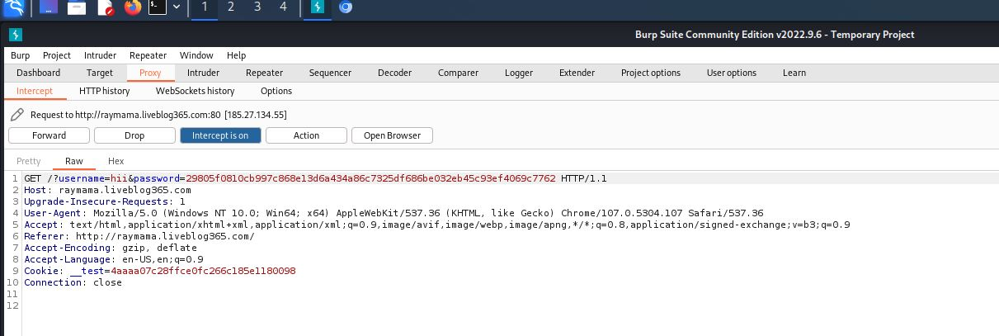 1 2 3 4
Burp Suite Community Edition v2022.9.6 - Temporary Project
Burp Project Intruder Repeater Window Help
Dashboard Target Proxy Intruder Repeater Sequencer Decoder Comparer Logger Extender Project options User options Learn
Intercept HTTP history WebSockets history Options
Request to http://raymama.liveblog365.com:80 [185.27.134.55]
Forward Drop Intercept is on Action Open Browser
Pretty Raw Hex
1 GET /?username=hii&password=29805f0810cb997c868e13d6a434a86c7325df686be032eb45c93ef4069c7762 HTTP/1.1
2 Host: raymama.liveblog365.com
3 Upgrade-Insecure-Requests: 1
4 User-Agent: Mozilla/5.0 (Windows NT 10.0; Win64; x64) AppleWebKit/537.36 (KHTML, like Gecko) Chrome/107.0.5304.107 Safari/537.36
5 Accept: text/html,application/xhtml+xml,application/xml;q=0.9,image/avif,image/webp,image/apng,*/*;q=0.8,application/signed-exchange;v=b3;q=0.9
6 Referer: http://raymama.liveblog365.com/
7 Accept-Encoding: gzip, deflate
8 Accept-Language: en-US,en;q=0.9
9 Cookie: __test=4aaaa07c28ffce0fc266c185e1180098
10 Connection: close
11
12